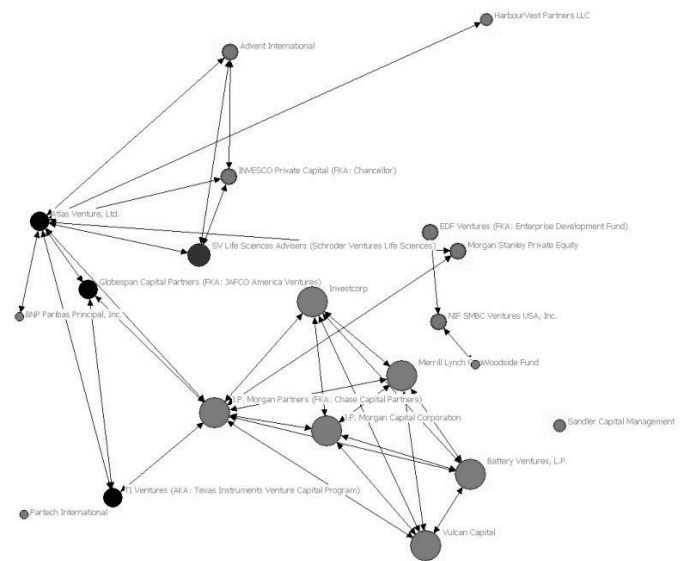 HarbourVest Partners LLC
Advent International
INVESCO Private Capital (FKA: Chancellor)
Atlas Venture, Ltd.
EDF Ventures (FKA: Enterprise Development Fund)
SV Life Sciences Advisers (Schroder Ventures Life Sciences)
Morgan Stanley Private Equity
Globespan Capital Partners (FKA: JAFCO America Ventures)
Investcorp
BNP Paribas Principal, Inc.
NIF SMBC Ventures USA, Inc.
Merrill Lynch
Woodside Fund
J.P. Morgan Partners (FKA: Chase Capital Partners)
J.P. Morgan Capital Corporation
Sandler Capital Management
Battery Ventures, L.P.
TI Ventures (AKA: Texas Instruments Venture Capital Program)
Partech International
Vulcan Capital